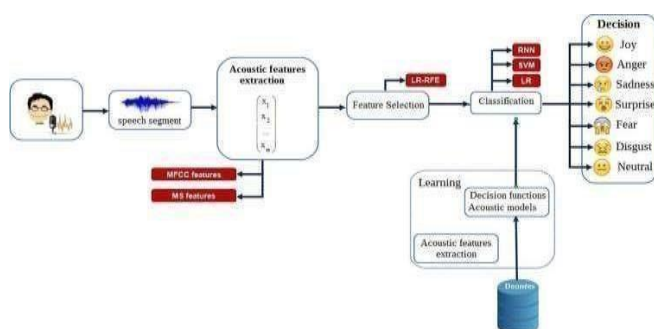 speech segment
Acoustic features
extraction
x1
x2
...
xn
MFCC features
MS features
LR-RFE
Feature Selection
RNN
SVM
LR
Classification
Decision
Joy
Anger
Sadness
Surprise
Fear
Disgust
Neutral
Learning
Decision functions
Acoustic models
Acoustic features
extraction
Données